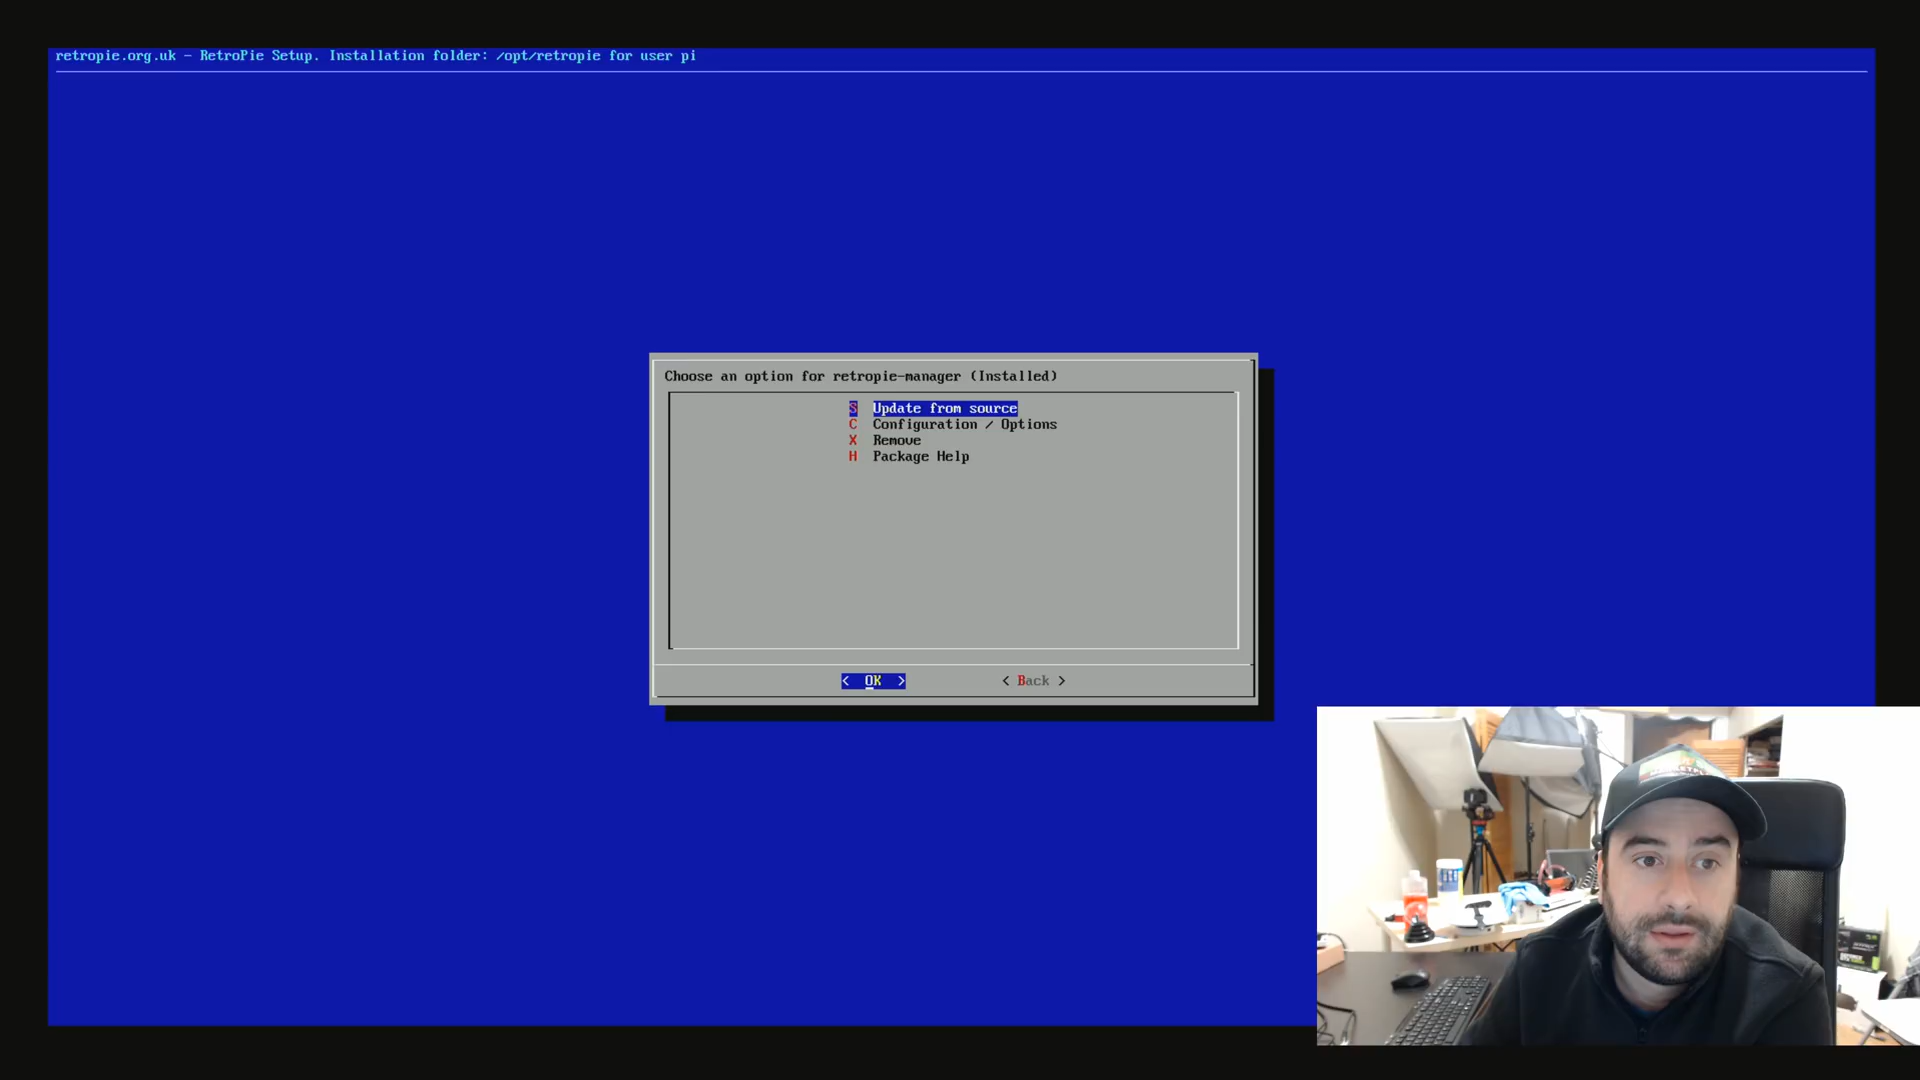 retropie.org.uk - RetroPie Setup. Installation folder: /opt/retropie for user pi
Choose an option for retropie-manager (Installed)
S Update from source
C Configuration / Options
X Remove
H Package Help
< OK >
< Back >